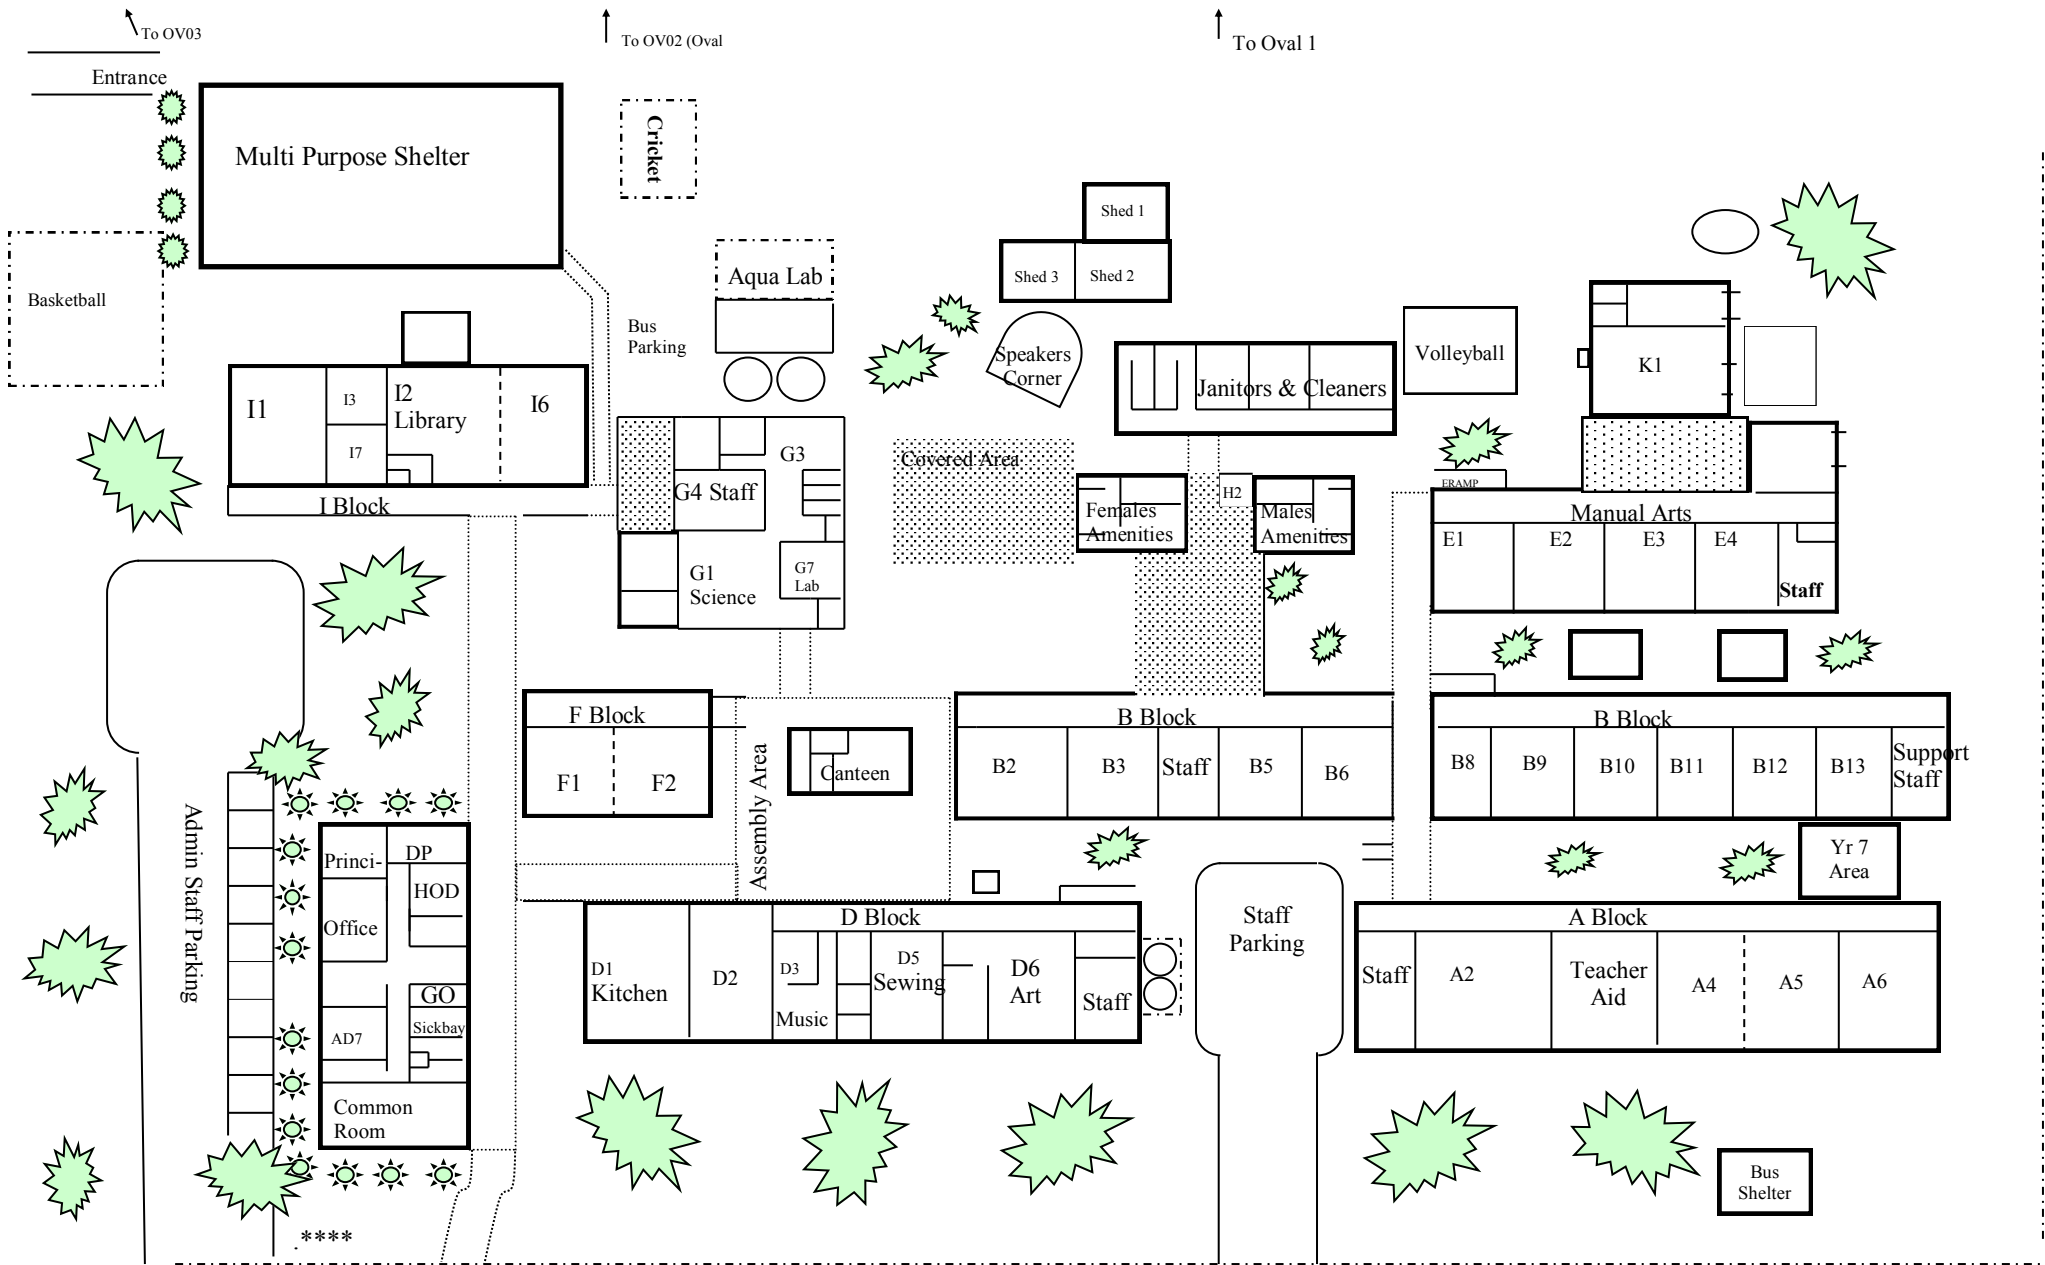 To OV03
To OV02 (Oval
To Oval 1
Entrance
Multi Purpose Shelter
Cricket
Shed 1
Shed 3
Shed 2
Aqua Lab
Basketball
Bus
Parking
Speakers
Corner
Volleyball
K1
Janitors & Cleaners
I1
I3
I7
I2
Library
I6
I Block
G3
G4 Staff
G1
Science
G7
Lab
Covered Area
Females
Amenities
H2
Males
Amenities
ERAMP
Manual Arts
E1
E2
E3
E4
Staff
F Block
F1
F2
Assembly Area
Canteen
B Block
B2
B3
Staff
B5
B6
B Block
B8
B9
B10
B11
B12
B13
Support
Staff
Yr 7
Area
Admin Staff Parking
Princi-
DP
HOD
Office
GO
Sickbay
AD7
Common
Room
D Block
D1
Kitchen
D2
D3
Music
D5
Sewing
D6
Art
Staff
Staff
Parking
A Block
Staff
A2
Teacher
Aid
A4
A5
A6
Bus
Shelter
.****